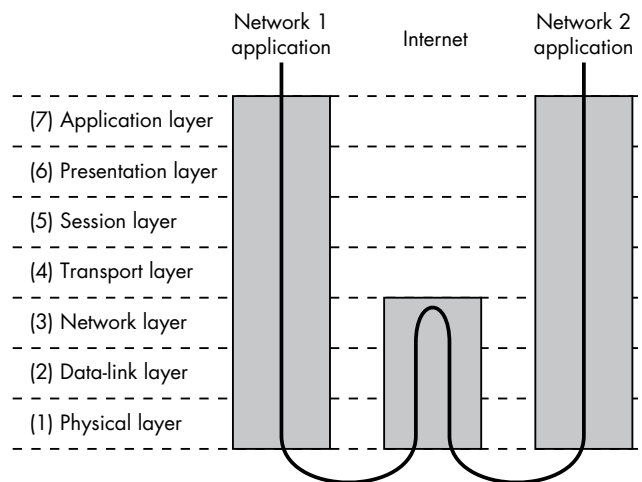 Network 1
application
Internet
Network 2
application
(7) Application layer
(6) Presentation layer
(5) Session layer
(4) Transport layer
(3) Network layer
(2) Data-link layer
(1) Physical layer